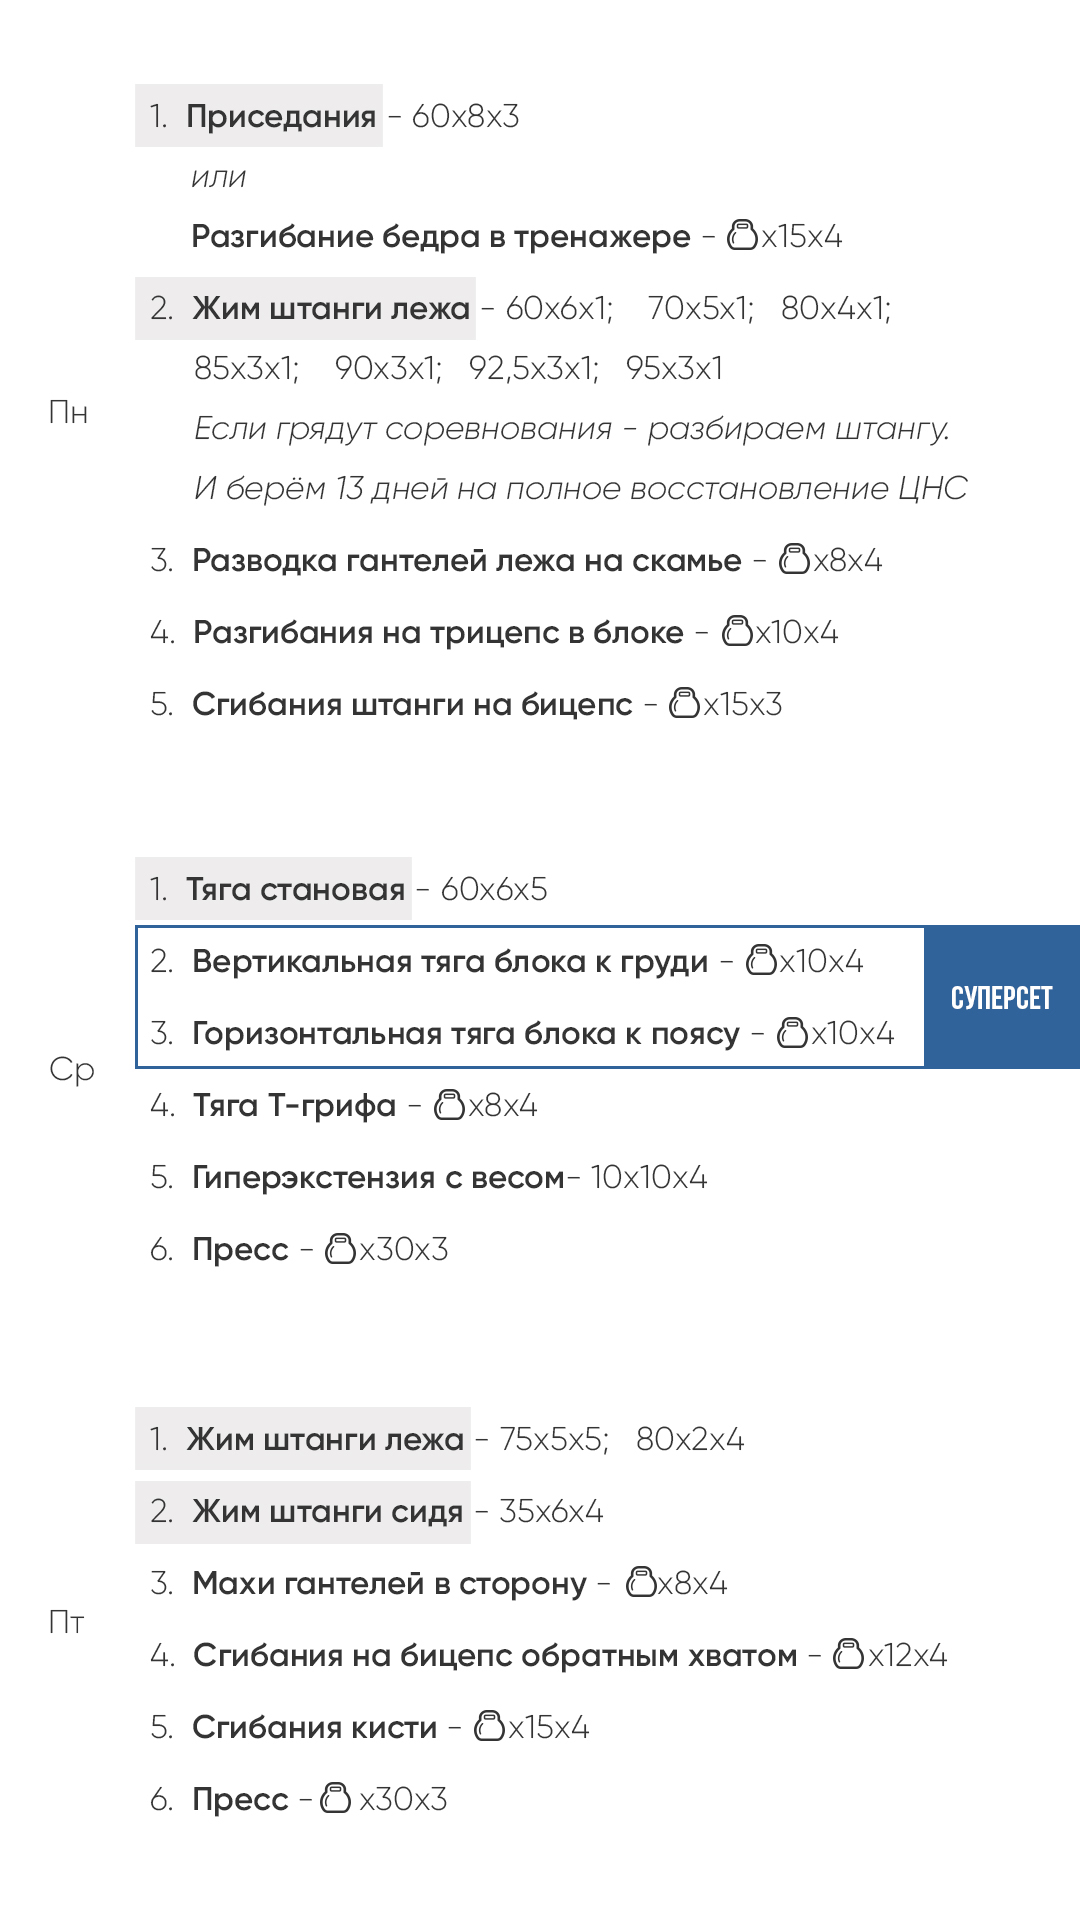 1. Приседания - 60х8х3
или
Разгибание бедра в тренажере - х15х4
2. Жим штанги лежа - 60х6х1; 70х5х1; 80х4х1;
85х3х1; 90х3х1; 92,5х3х1; 95х3х1
Пн
Если грядут соревнования - разбираем штангу.
И берём 13 дней на полное восстановление ЦНС
3. Разводка гантелей лежа на скамье - х8х4
4. Разгибания на трицепс в блоке - х10х4
5. Сгибания штанги на бицепс - х15х3
1. Тяга становая - 60х6х5
2. Вертикальная тяга блока к груди - х10х4
СУПЕРСЕТ
3. Горизонтальная тяга блока к поясу - х10х4
Ср
4. Тяга Т-грифа - х8х4
5. Гиперэкстензия с весом- 10х10х4
6. Пресс - х30х3
1. Жим штанги лежа - 75х5х5; 80х2х4
2. Жим штанги сидя - 35х6х4
3. Махи гантелей в сторону - х8х4
Пт
4. Сгибания на бицепс обратным хватом - х12х4
5. Сгибания кисти - х15х4
6. Пресс - х30х3